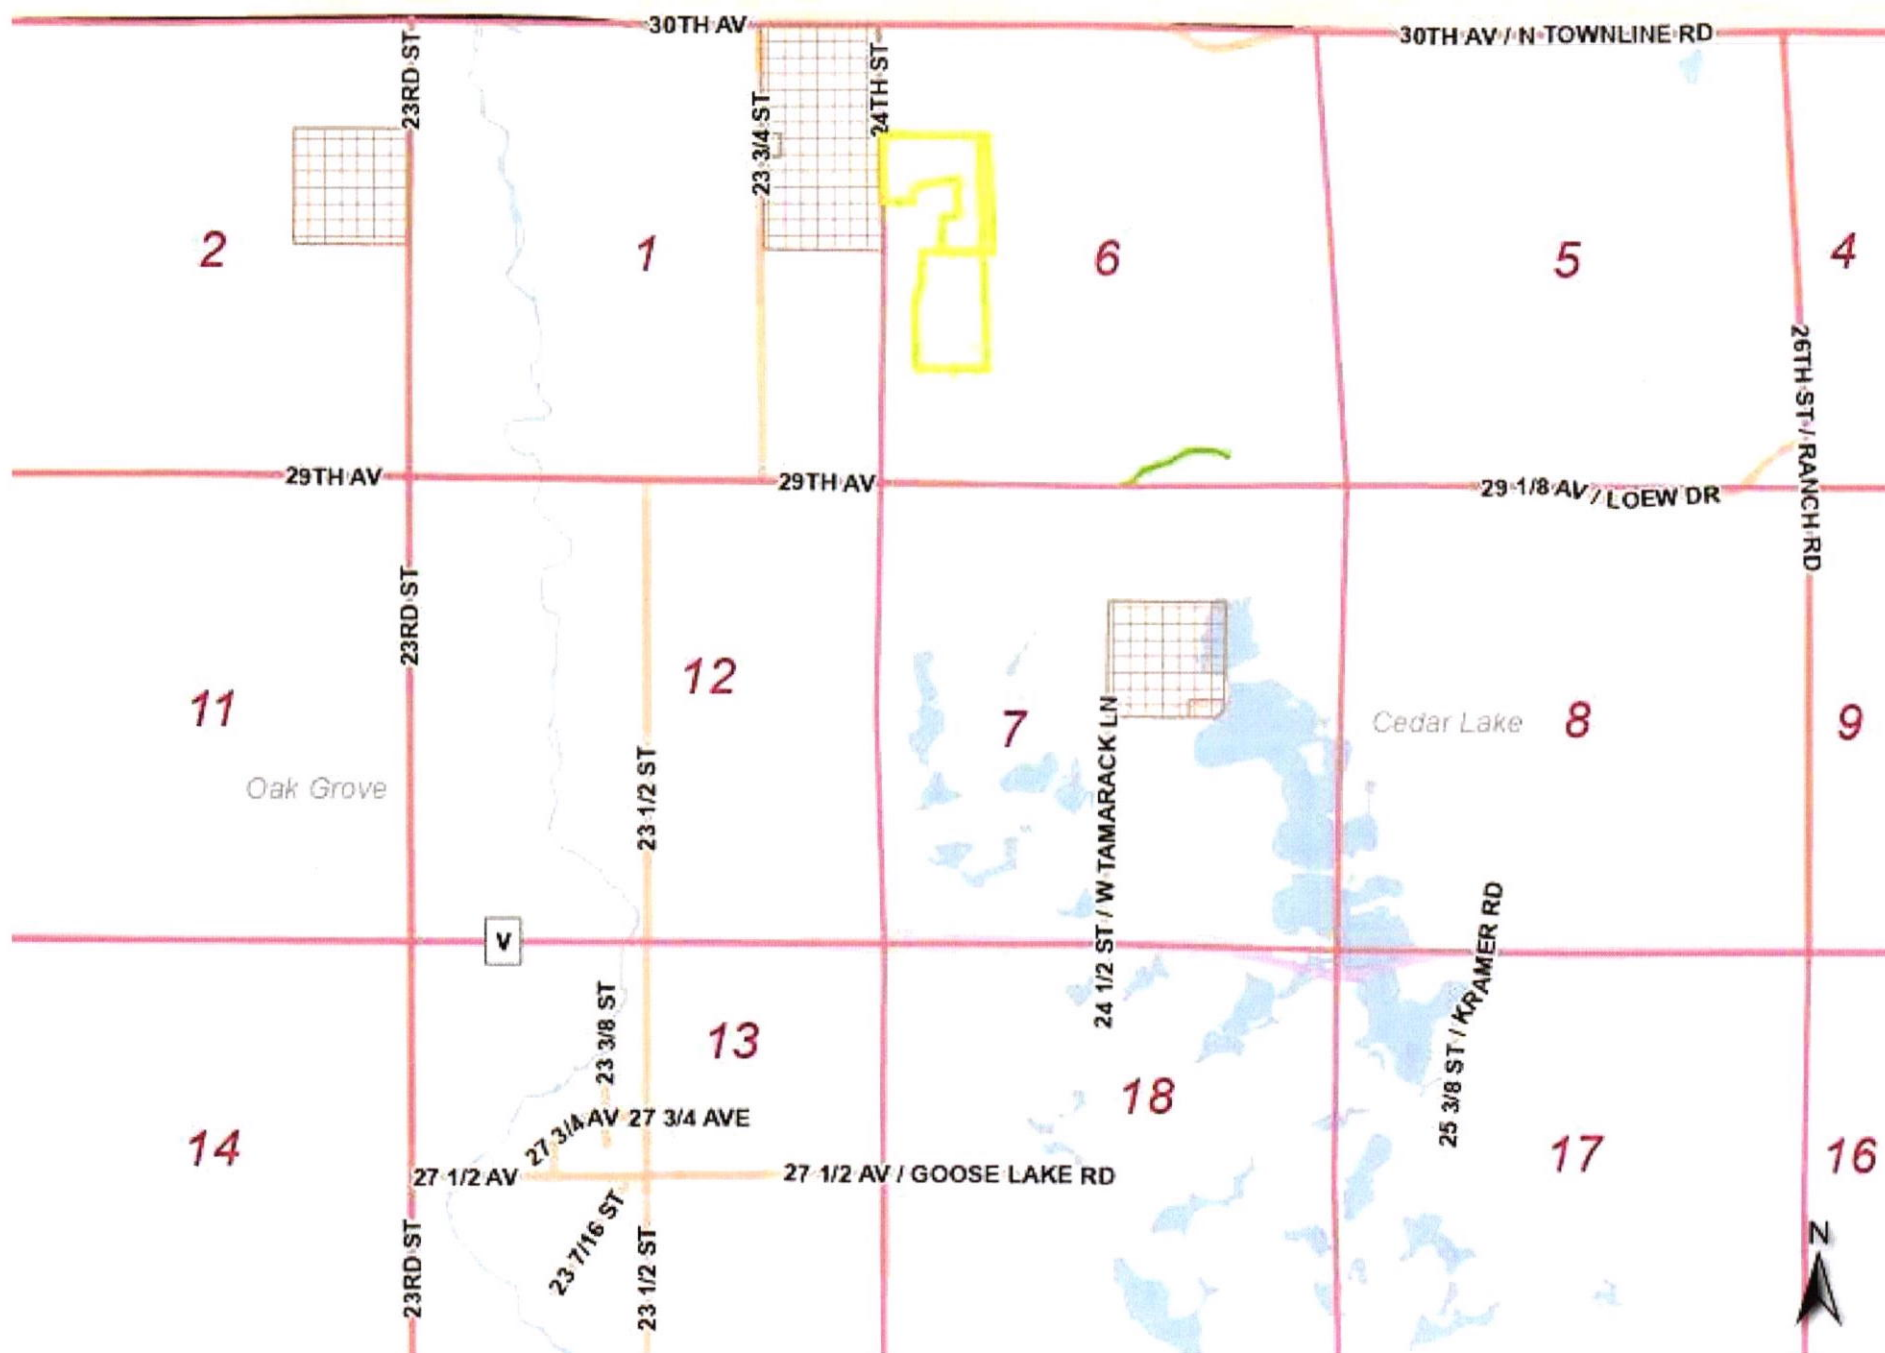 30TH AV
30TH AV / N TOWNLINE RD
23RD ST
23 3/4 ST
24TH ST
2
1
6
5
4
26TH ST / RANCH RD
29TH AV
29TH AV
29 1/8 AV / LOEW DR
23RD ST
11
12
7
Cedar Lake
8
9
Oak Grove
23 1/2 ST
24 1/2 ST / W TAMARACK LN
V
25 3/8 ST / KRAMER RD
23 3/8 ST
13
18
14
27 3/4 AV
27 3/4 AVE
17
16
27 1/2 AV
27 1/2 AV / GOOSE LAKE RD
23 7/16 ST
23RD ST
23 1/2 ST
N